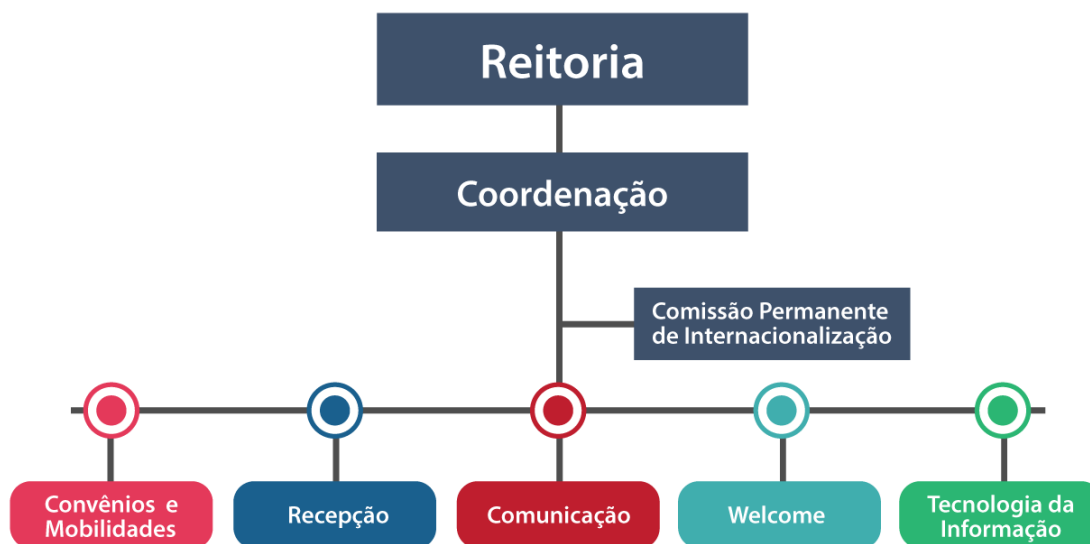 Reitoria
Coordenação
Comissão Permanente
de Internacionalização
Convênios e
Mobilidades
Recepção
Comunicação
Welcome
Tecnologia da
Informação